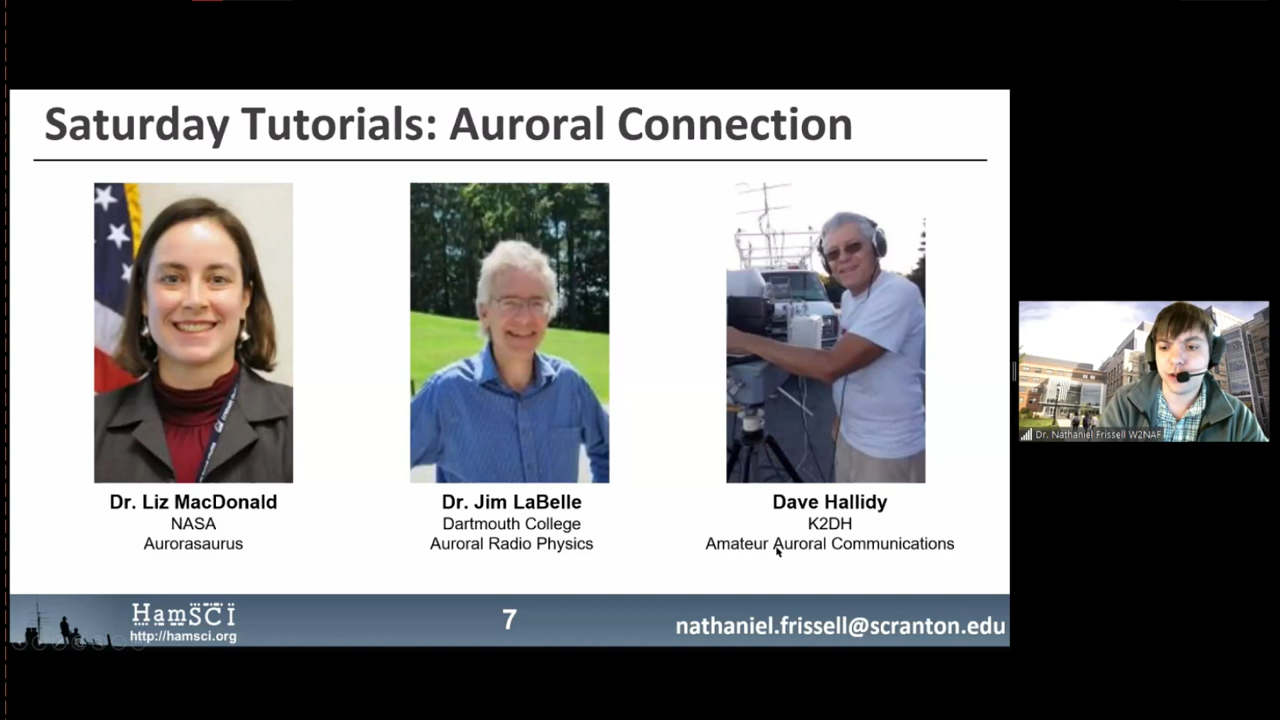 Saturday Tutorials: Auroral Connection
Dr. Liz MacDonald
NASA
Aurorasaurus
Dr. Jim LaBelle
Dartmouth College
Auroral Radio Physics
Dave Hallidy
K2DH
Amateur Auroral Communications
HamSCI
http://hamsci.org
7
nathaniel.frissell@scranton.edu
Dr. Nathaniel Frissell W2NAF